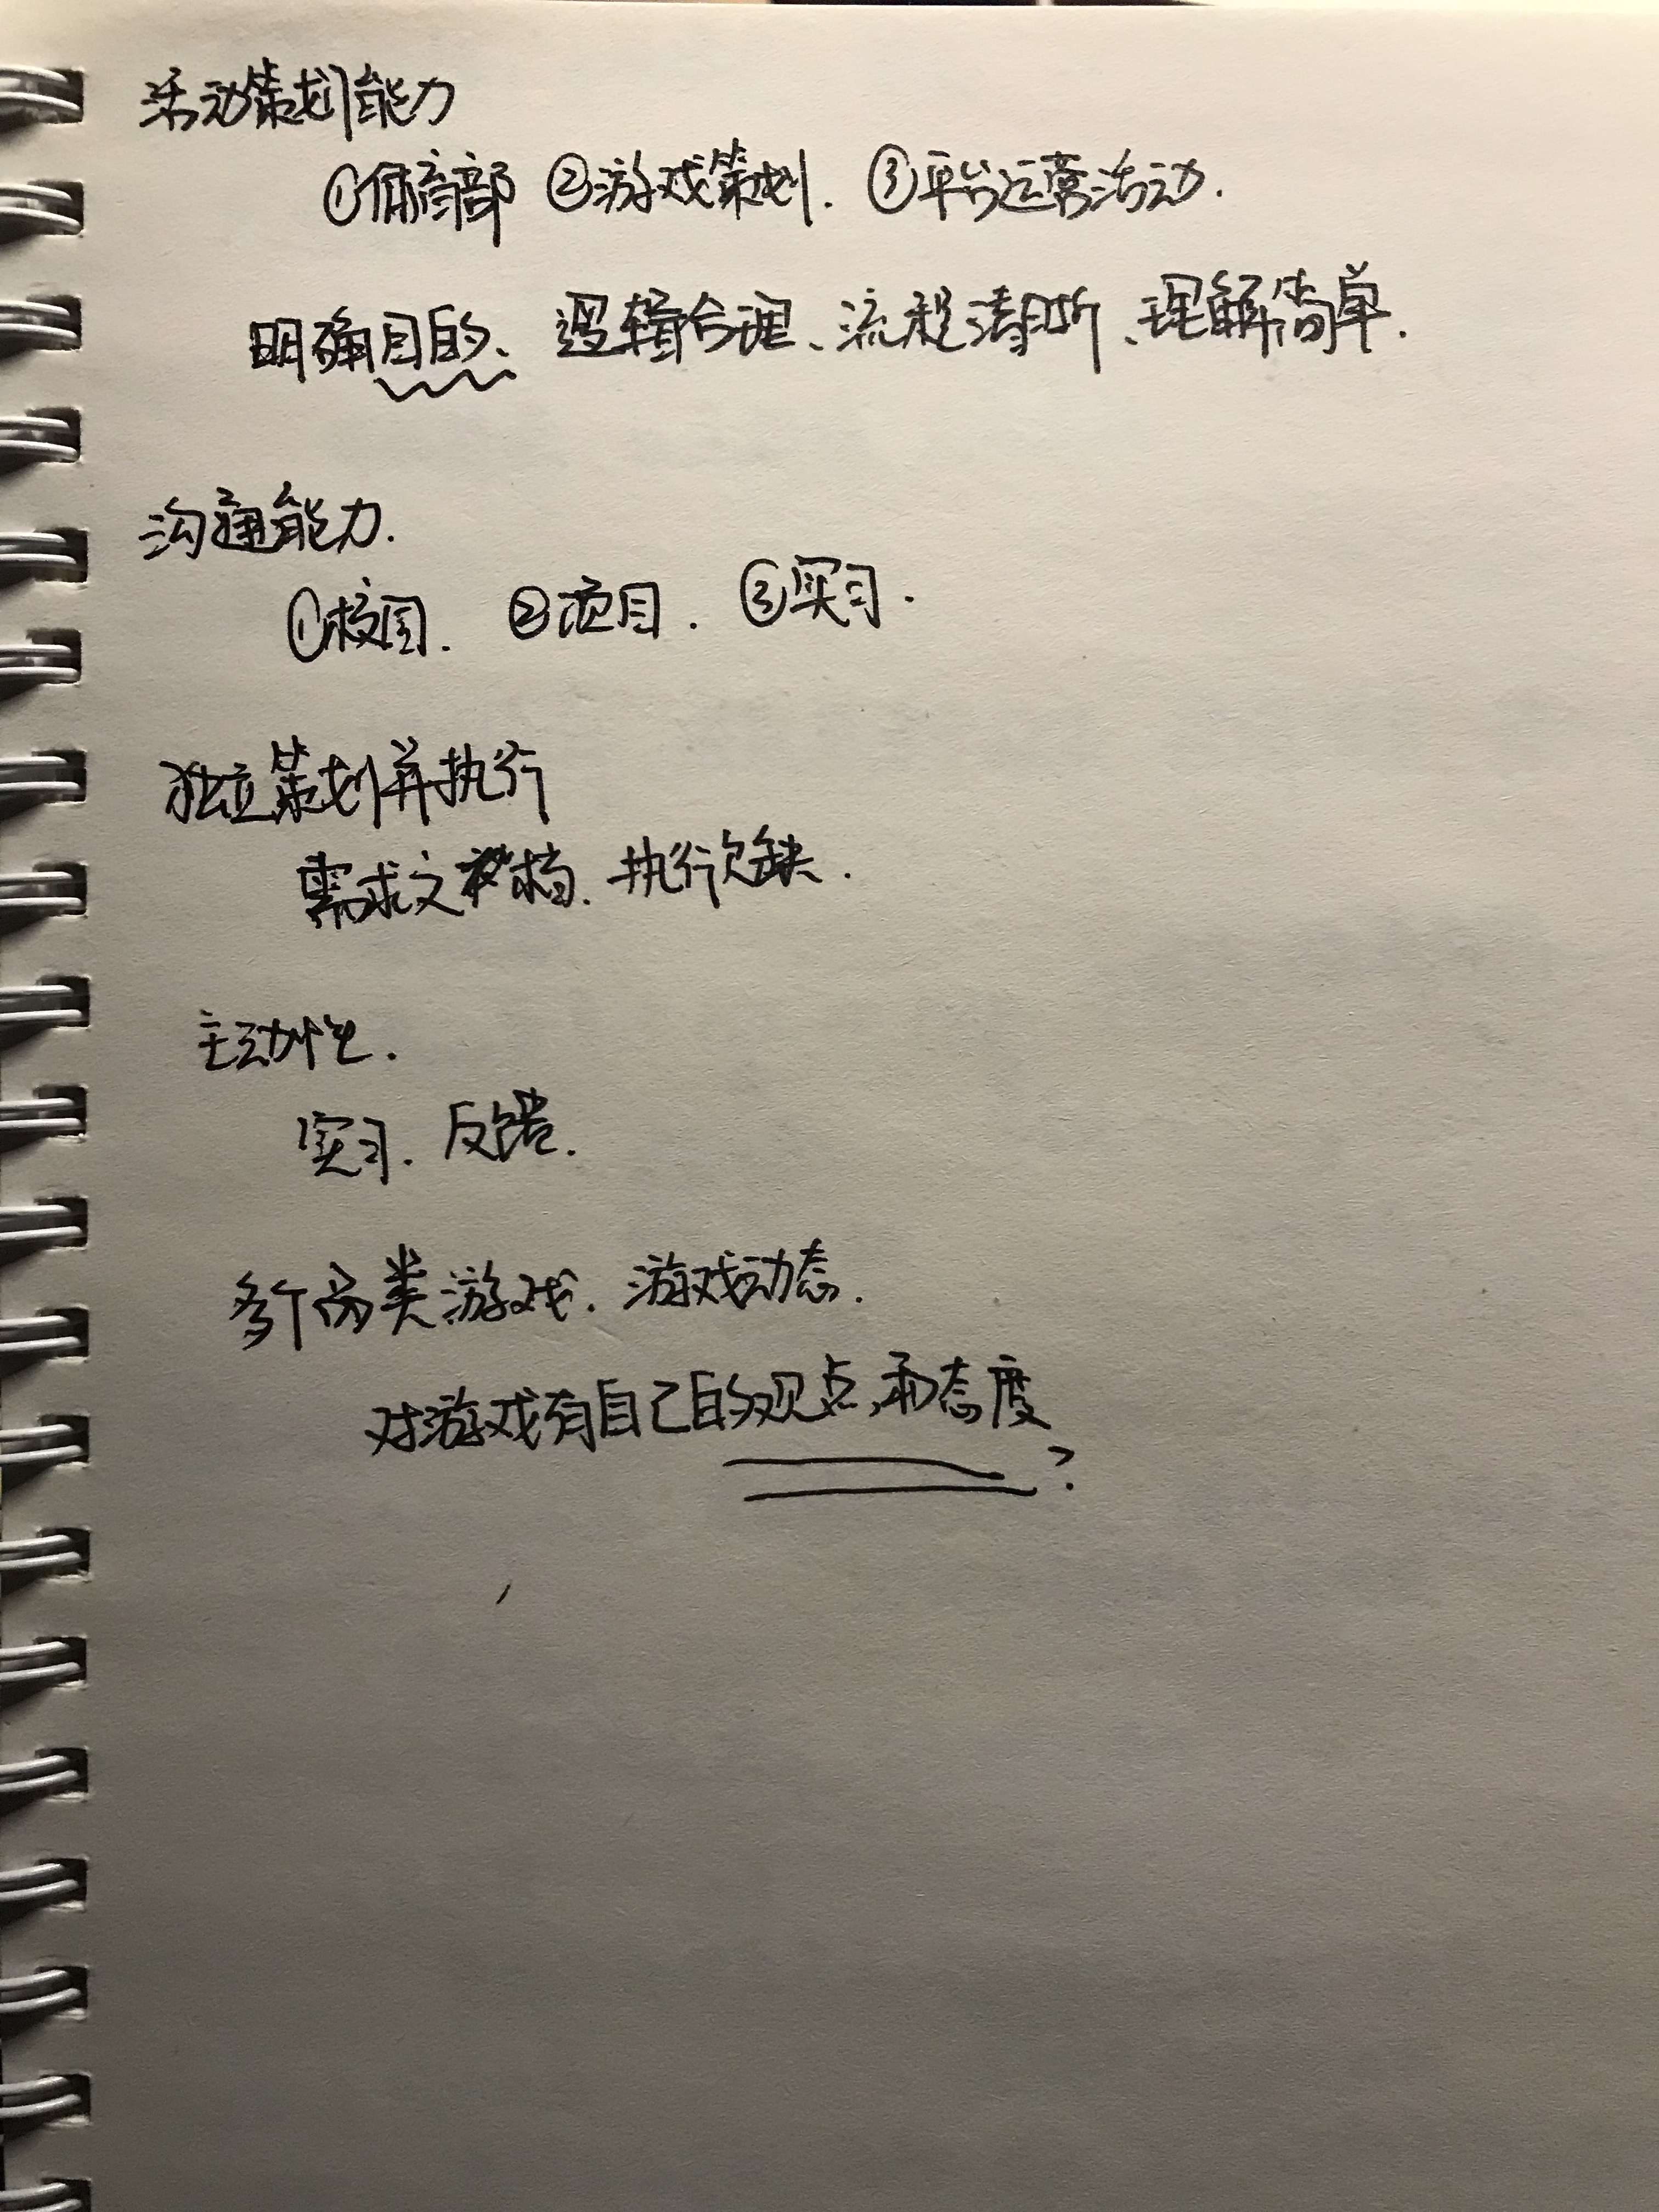 活动策划能力
①体育部 ②游戏策划. ③平台运营活动.
明确目的、逻辑合理、流程清晰、理解简单.
沟通能力.
①校园. ②项目. ③实习.
独立策划并执行
需求文档. 执行欠缺.
主动性.
实习. 反馈.
多个品类游戏. 游戏动态.
对游戏有自己的观点,和态度
?